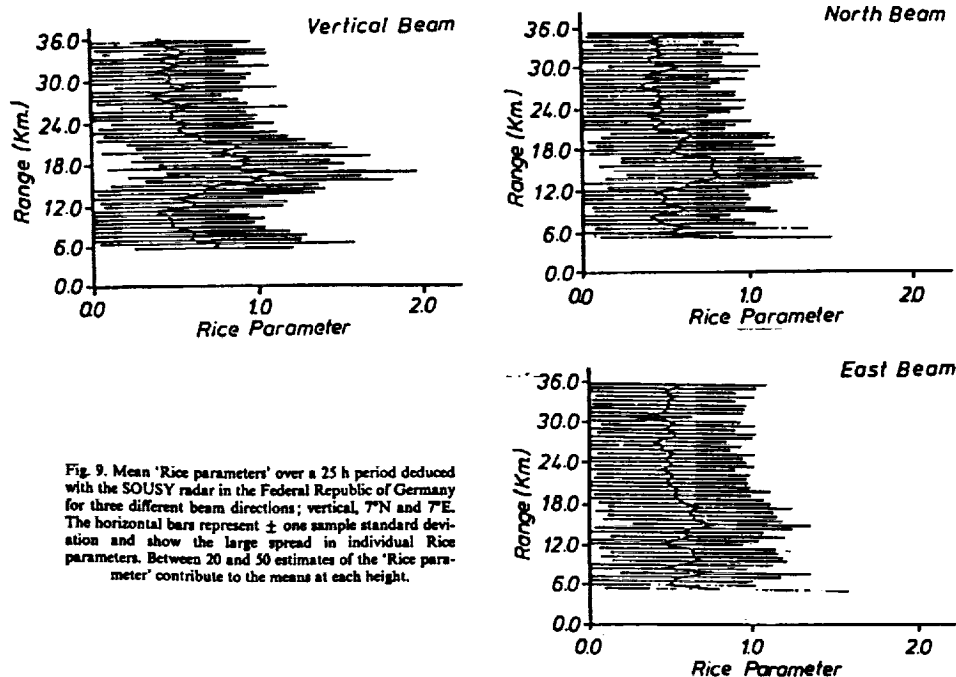 Vertical Beam
36.0
30.0
24.0
18.0
12.0
6.0
0.0
Range (Km.)
0.0 1.0 2.0
Rice Parameter
North Beam
36.0
30.0
24.0
18.0
12.0
6.0
0.0
Range (Km.)
0.0 1.0 2.0
Rice Parameter
East Beam
36.0
30.0
24.0
18.0
12.0
6.0
0.0
Range (Km.)
0.0 1.0 2.0
Rice Parameter
Fig. 9. Mean 'Rice parameters' over a 25 h period deduced
with the SOUSY radar in the Federal Republic of Germany
for three different beam directions; vertical, 7°N and 7°E.
The horizontal bars represent ± one sample standard devi-
ation and show the large spread in individual Rice
parameters. Between 20 and 50 estimates of the 'Rice para-
meter' contribute to the means at each height.